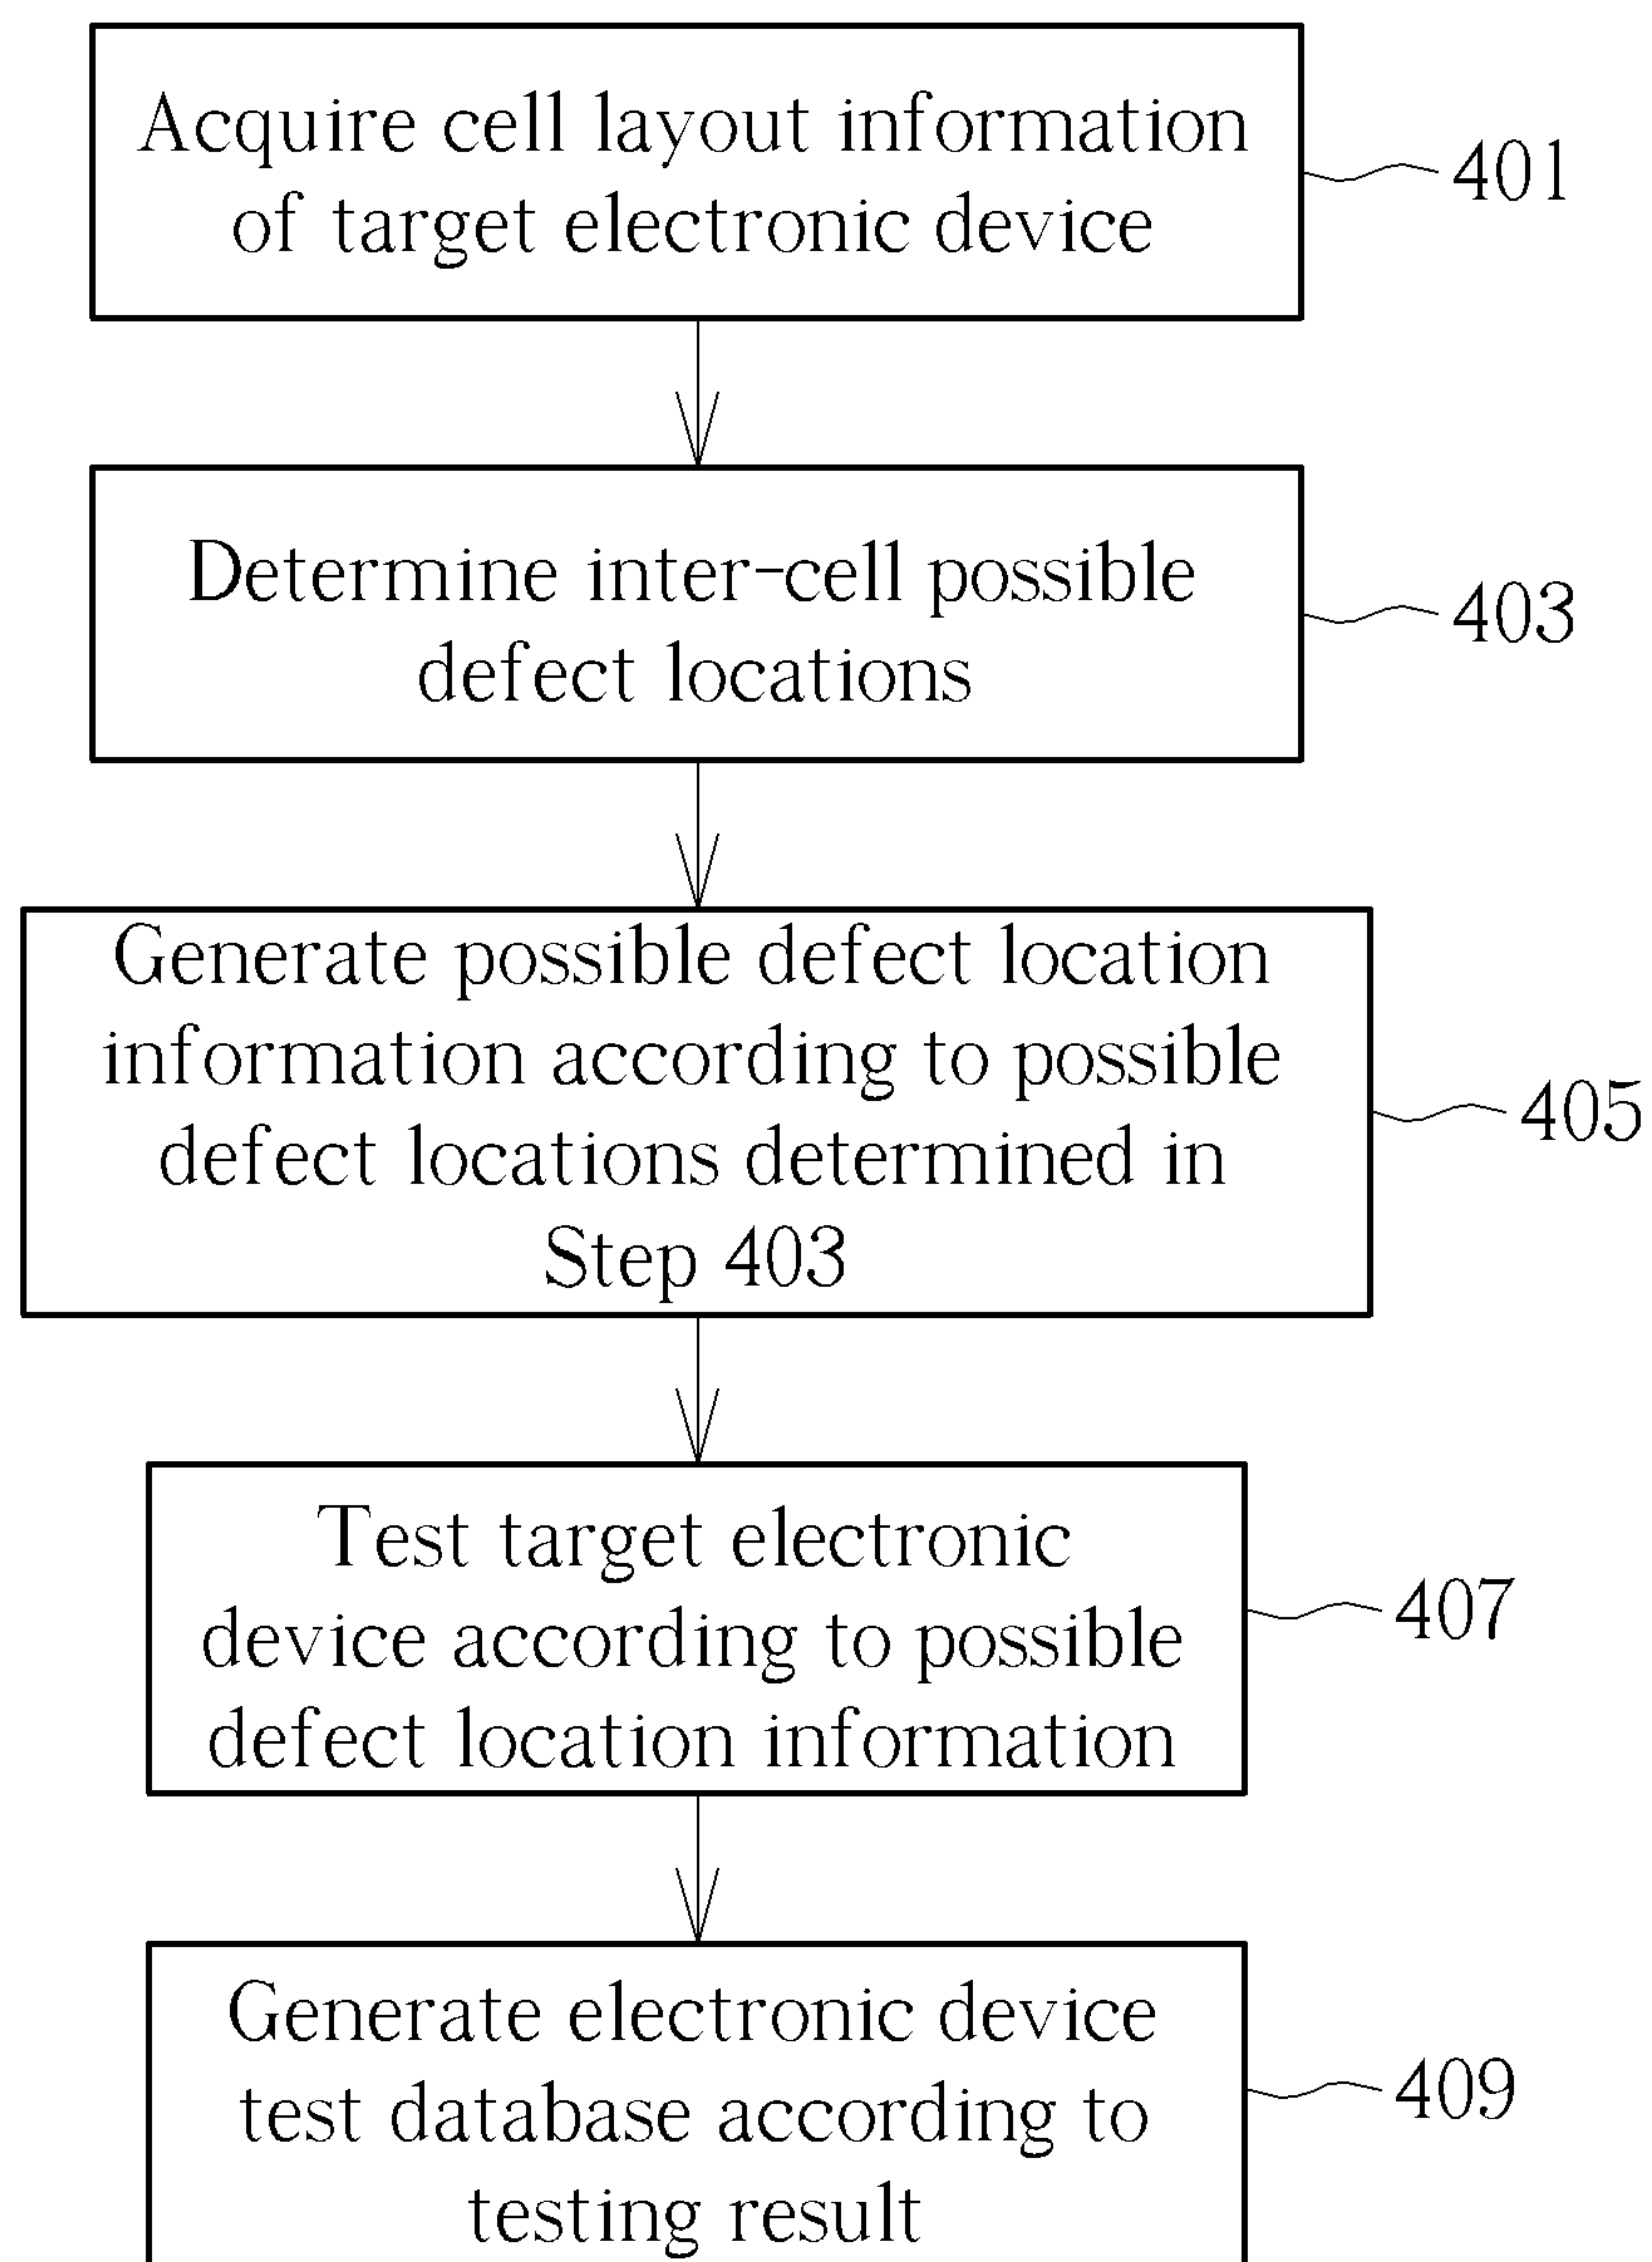 Acquire cell layout information
of target electronic device
401
Determine inter-cell possible
defect locations
403
Generate possible defect location
information according to possible
defect locations determined in
Step 403
405
Test target electronic
device according to possible
defect location information
407
Generate electronic device
test database according to
testing result
409